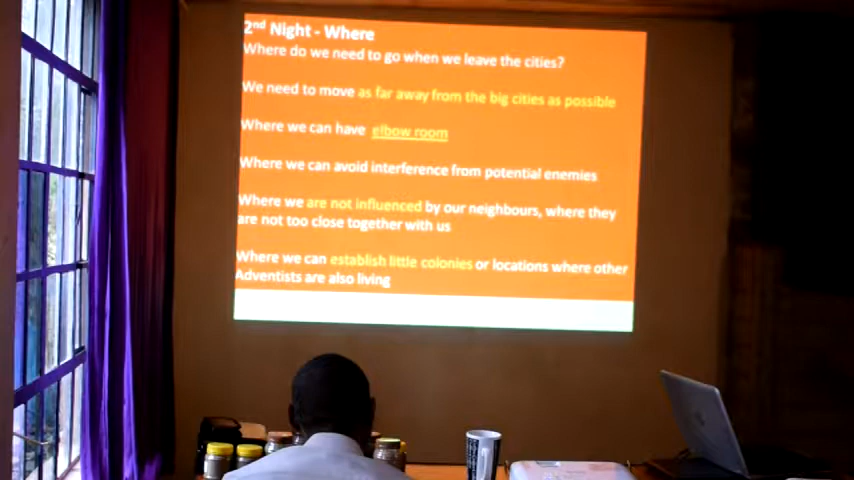 2nd Night - Where
Where do we need to go when we leave the cities?
We need to move as far away from the big cities as possible
Where we can have elbow room
Where we can avoid interference from potential enemies
Where we are not influenced by our neighbours, where they
are not too close together with us
Where we can establish little colonies or locations where other
Adventists are also living